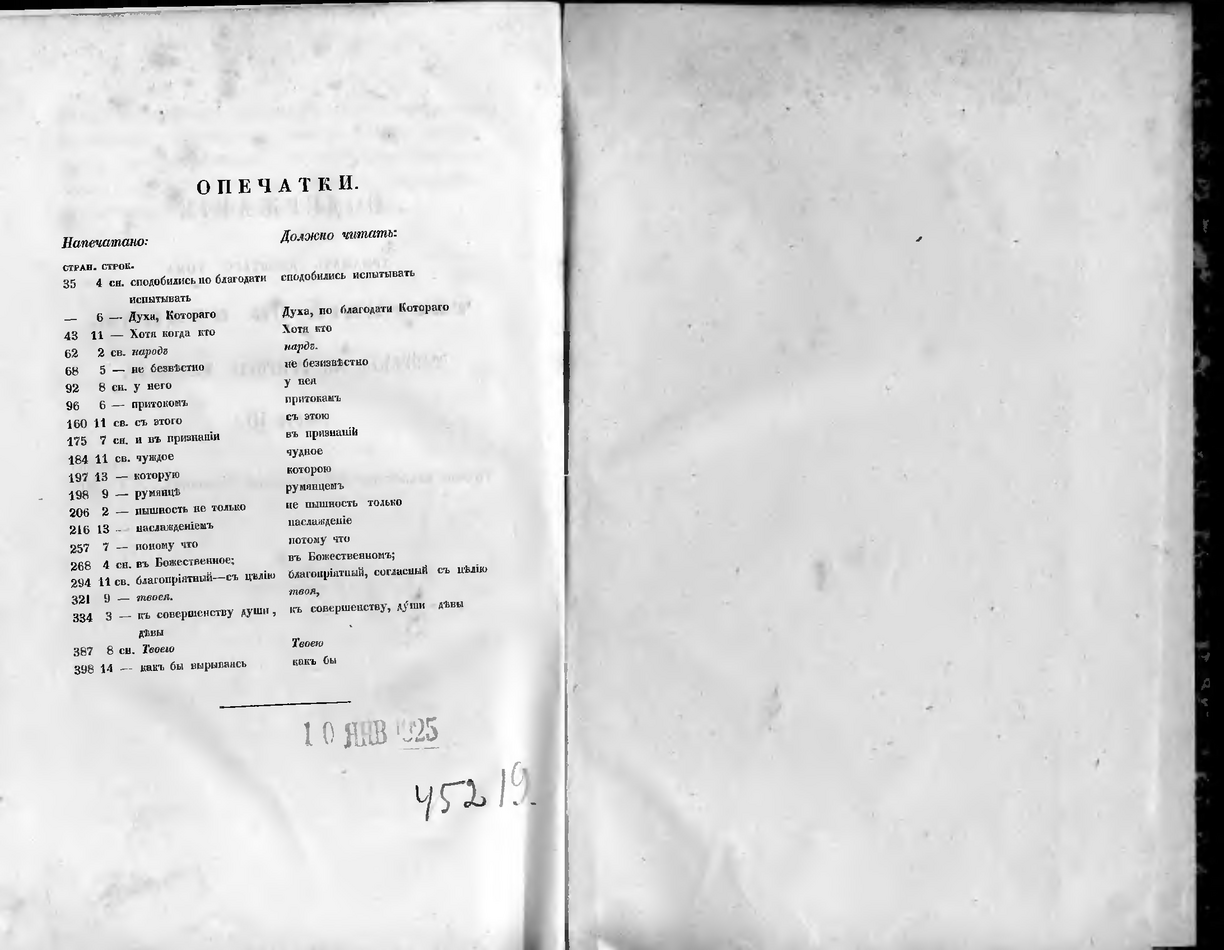 ОПЕЧАТКИ.
Напечатано: Должно читать:
СТРАН. СТРОК.
35 4 сн. сподобились по благодати сподобились испытывать
испытывать
— 6 — Духа, Котораго Духа, по благодати Котораго
43 11 — Хотя когда кто Хотя кто
62 2 св. народъ нардъ.
68 5 — не безвѣстно не безизвѣстно
92 8 сн. у него у нея
96 6 — притокомъ притокамъ
160 11 св. съ этого съ этою
175 7 сн. и въ признаніи въ признаній
184 11 св. чуждое чудное
197 13 — которую которою
198 9 — румянцѣ румянцемъ
206 2 — пышность не только не пышность только
216 13 — наслажденіемъ наслажденіе
257 7 — поному что потому что
268 4 сн. въ Божественное; въ Божественномъ;
294 11 св. благопріятный—съ цѣлію благопріятный, согласный съ цѣлію
321 9 — твоея. твоя,
334 3 — къ совершенству души, къ совершенству, души дѣвы
дѣвы
387 8 св. Твоею Твоею
398 14 — какъ бы вырываясь какъ бы
10 ЯНВ 1925
45219.